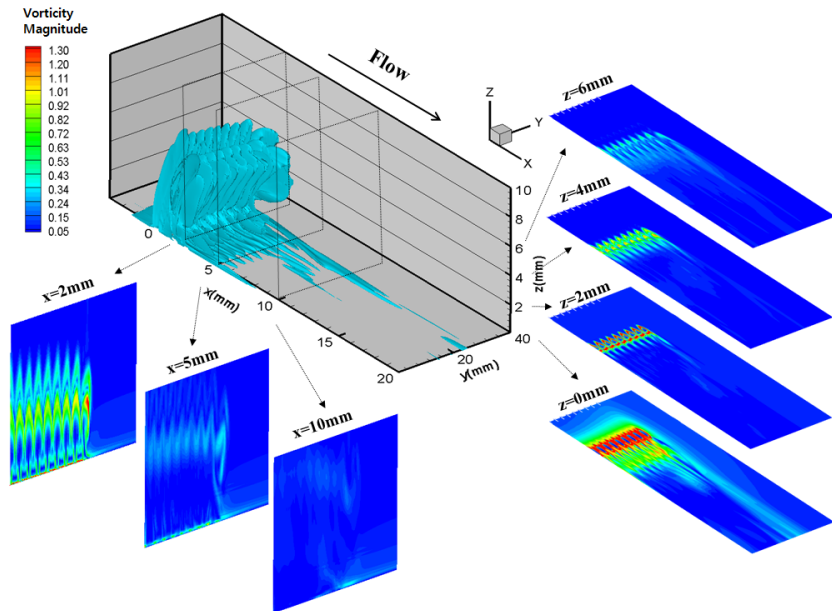 Vorticity
Magnitude
1.30
1.20
1.11
1.01
0.92
0.82
0.72
0.63
0.53
0.43
0.34
0.24
0.15
0.05
Flow
Z
Y
X
z=6mm
z=4mm
z=2mm
z=0mm
10
8
6
4
2
z(mm)
0
5
10
15
20
x(mm)
40
20
y(mm)
x=2mm
x=5mm
x=10mm